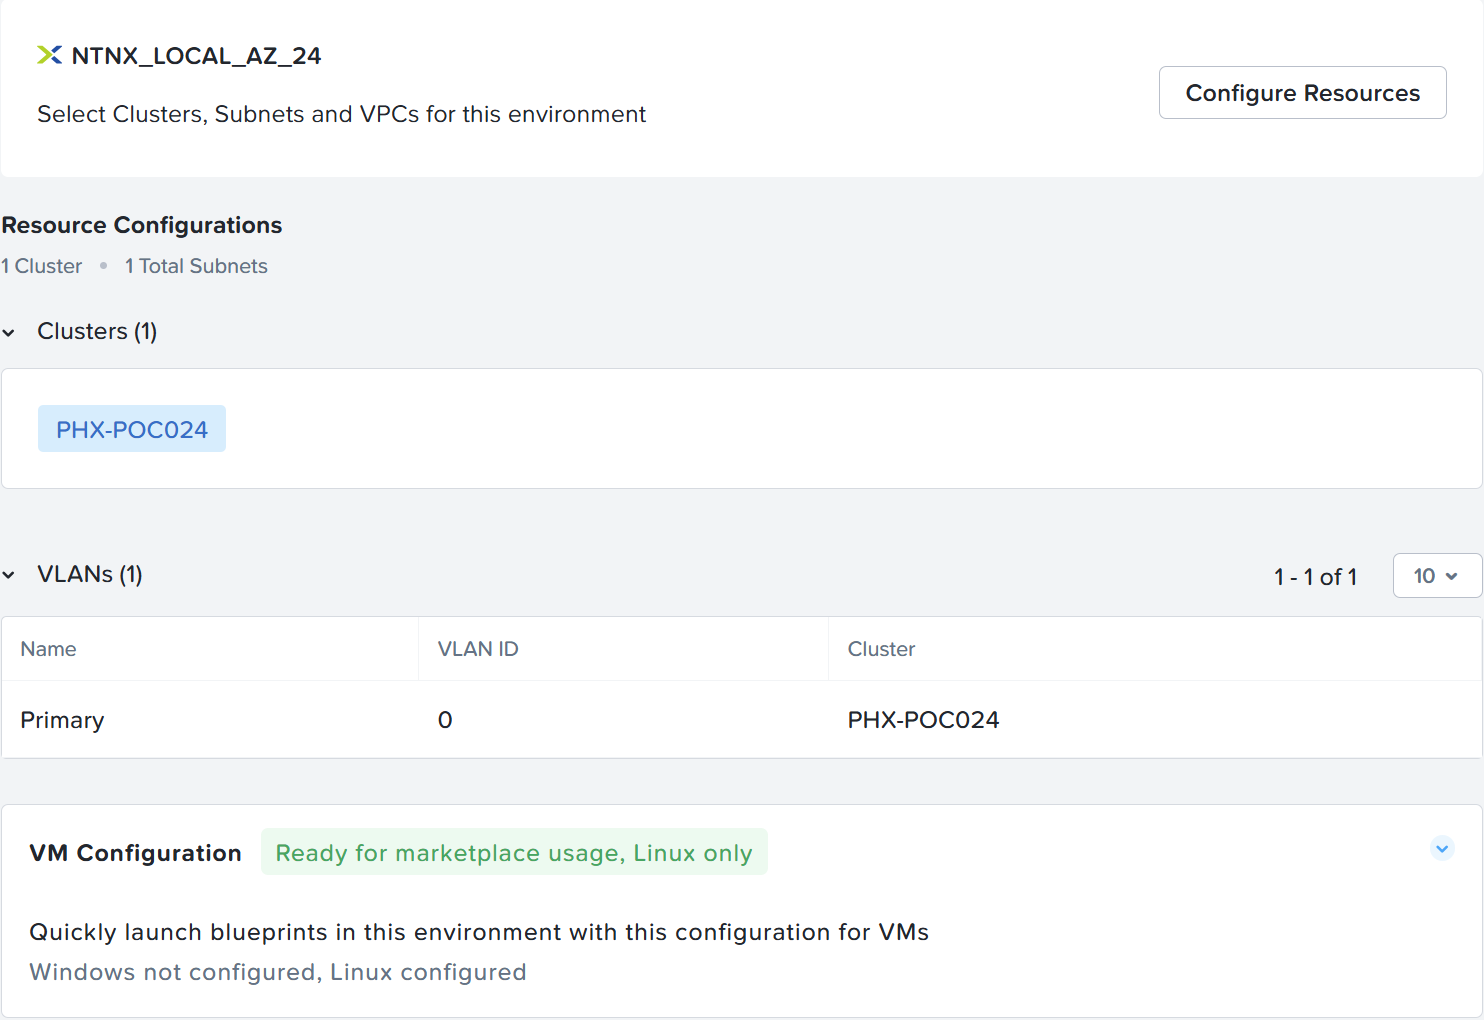 NTNX_LOCAL_AZ_24
Select Clusters, Subnets and VPCs for this environment
Configure Resources
Resource Configurations
1 Cluster • 1 Total Subnets
Clusters (1)
PHX-POC024
VLANs (1)
1 - 1 of 1
10
Name VLAN ID Cluster
Primary 0 PHX-POC024
VM Configuration Ready for marketplace usage, Linux only
Quickly launch blueprints in this environment with this configuration for VMs
Windows not configured, Linux configured